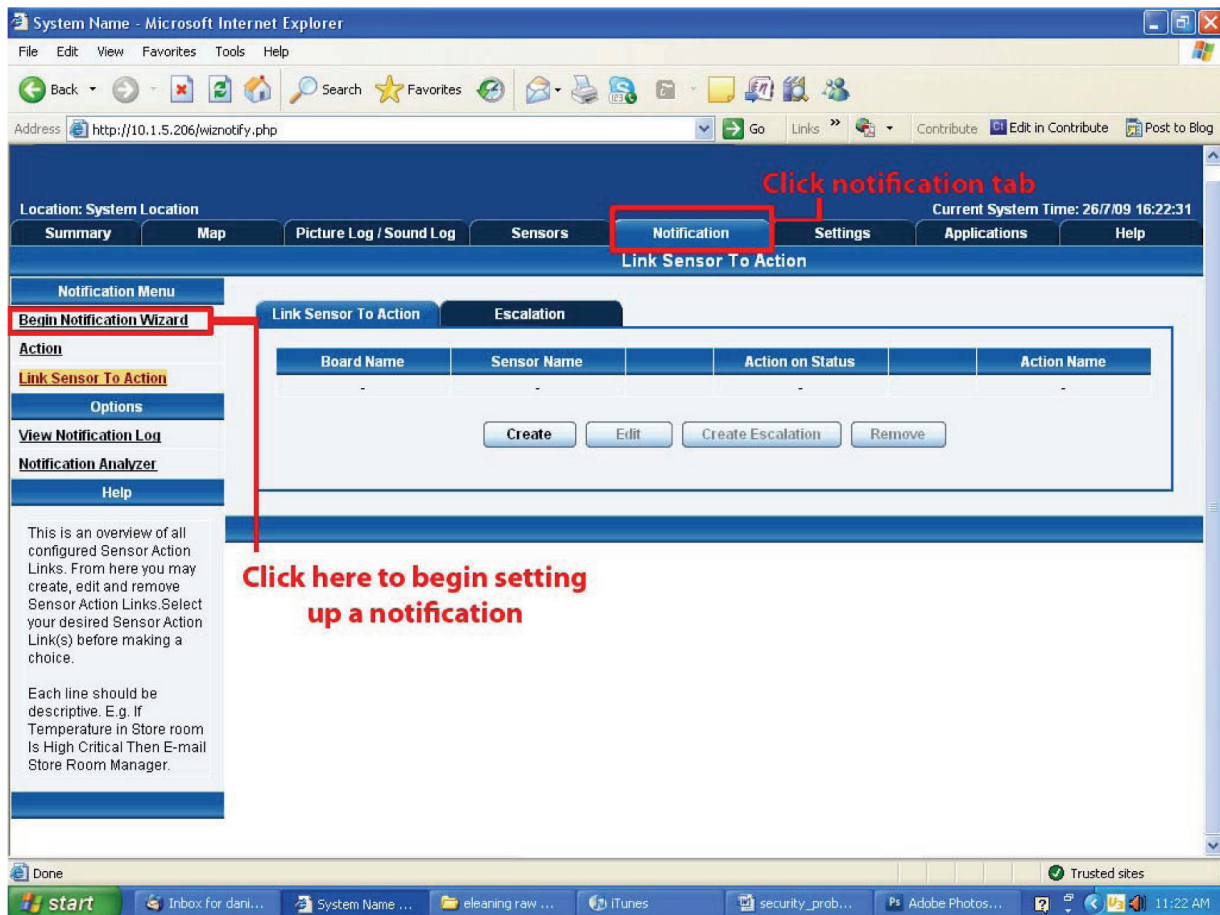 System Name - Microsoft Internet Explorer
File Edit View Favorites Tools Help
Back Search Favorites
Address http://10.1.5.206/wiznotify.php Go Links » Contribute Edit in Contribute Post to Blog
Click notification tab
Location: System Location Current System Time: 26/7/09 16:22:31
Summary Map Picture Log / Sound Log Sensors Notification Settings Applications Help
Link Sensor To Action
Notification Menu
Begin Notification Wizard
Action
Link Sensor To Action
Options
View Notification Log
Notification Analyzer
Help
This is an overview of all
configured Sensor Action
Links. From here you may
create, edit and remove
Sensor Action Links.Select
your desired Sensor Action
Link(s) before making a
choice.
Each line should be
descriptive. E.g. If
Temperature in Store room
Is High Critical Then E-mail
Store Room Manager.
Link Sensor To Action Escalation
Board Name Sensor Name Action on Status Action Name
- - - -
Create Edit Create Escalation Remove
Click here to begin setting
up a notification
Done Trusted sites
start Inbox for dani... System Name ... eleaning raw ... iTunes security_prob... Ps Adobe Photos... 11:22 AM